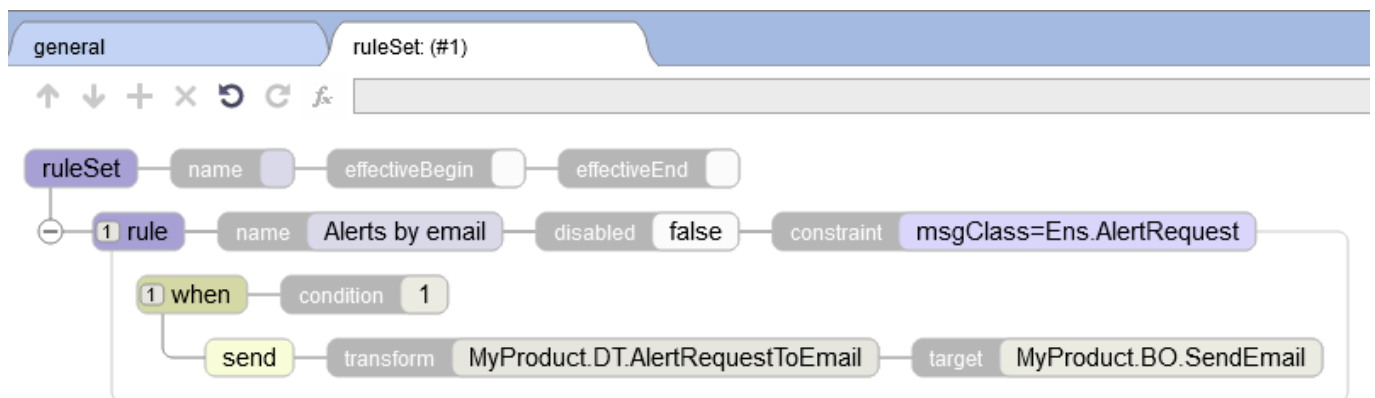 general ruleSet: (#1)
fx
ruleSet name effectiveBegin effectiveEnd
1 rule name Alerts by email disabled false constraint msgClass=Ens.AlertRequest
1 when condition 1
send transform MyProduct.DT.AlertRequestToEmail target MyProduct.BO.SendEmail